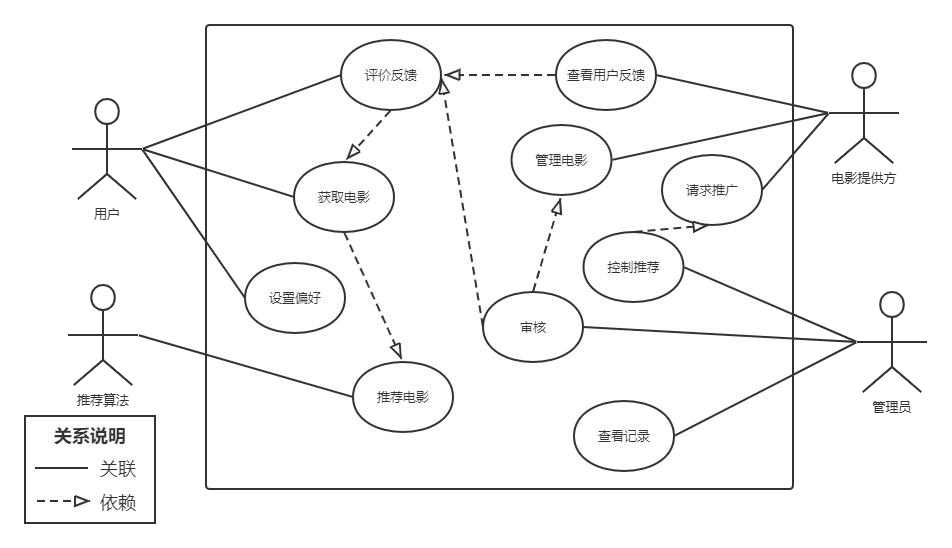 评价反馈
查看用户反馈
管理电影
电影提供方
请求推广
获取电影
用户
控制推荐
设置偏好
审核
推荐算法
推荐电影
管理员
查看记录
关系说明
关联
依赖